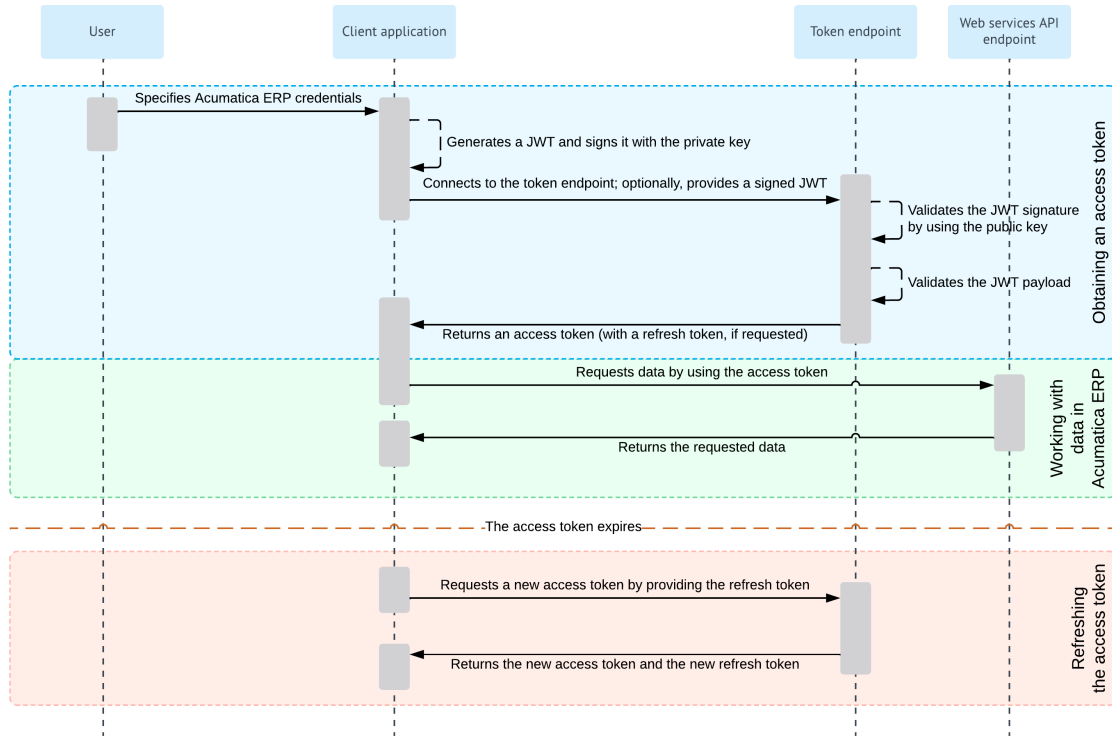 User
Client application
Token endpoint
Web services API
endpoint
Specifies Acumatica ERP credentials
Generates a JWT and signs it with the private key
Connects to the token endpoint; optionally, provides a signed JWT
Validates the JWT signature
by using the public key
Validates the JWT payload
Returns an access token (with a refresh token, if requested)
Obtaining an access token
Requests data by using the access token
Returns the requested data
Working with
data in
Acumatica ERP
The access token expires
Requests a new access token by providing the refresh token
Returns the new access token and the new refresh token
Refreshing
the access token